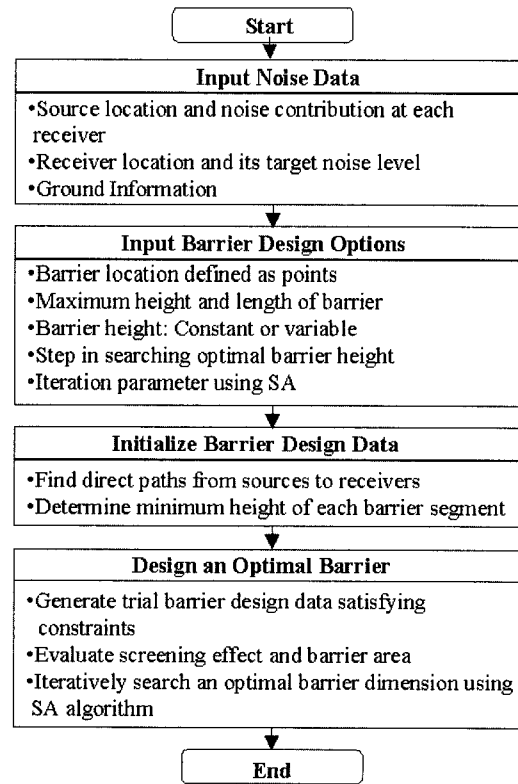 Start
Input Noise Data
•Source location and noise contribution at each
receiver
•Receiver location and its target noise level
•Ground Information
Input Barrier Design Options
•Barrier location defined as points
•Maximum height and length of barrier
•Barrier height: Constant or variable
•Step in searching optimal barrier height
•Iteration parameter using SA
Initialize Barrier Design Data
•Find direct paths from sources to receivers
•Determine minimum height of each barrier segment
Design an Optimal Barrier
•Generate trial barrier design data satisfying
constraints
•Evaluate screening effect and barrier area
•Iteratively search an optimal barrier dimension using
SA algorithm
End